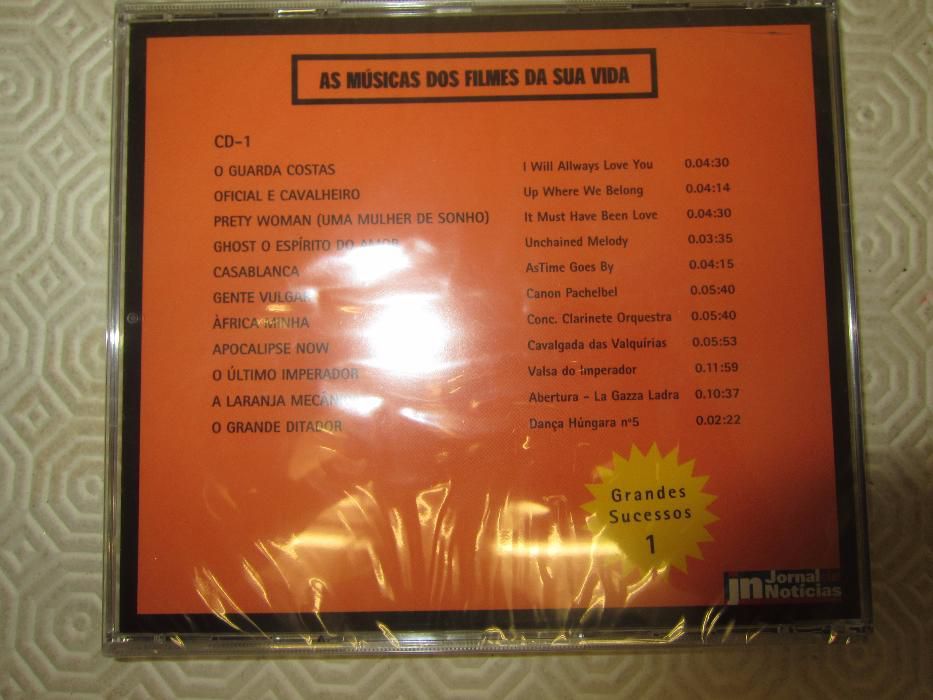 AS MÚSICAS DOS FILMES DA SUA VIDA
CD-1
O GUARDA COSTAS I Will Allways Love You 0.04:30
OFICIAL E CAVALHEIRO Up Where We Belong 0.04:14
PRETY WOMAN (UMA MULHER DE SONHO) It Must Have Been Love 0.04:30
GHOST O ESPÍRITO DO AMOR Unchained Melody 0.03:35
CASABLANCA AsTime Goes By 0.04:15
GENTE VULGAR Canon Pachelbel 0.05:40
ÀFRICA MINHA Conc. Clarinete Orquestra 0.05:40
APOCALIPSE NOW Cavalgada das Valquírias 0.05:53
O ÚLTIMO IMPERADOR Valsa do Imperador 0.11:59
A LARANJA Abertura - La Gazza Ladra 0.10:37
O GRANDE DITADOR Dança Húngara nº5 0.02:22
Grandes
Sucessos
1
jn Jornal de
Notícias